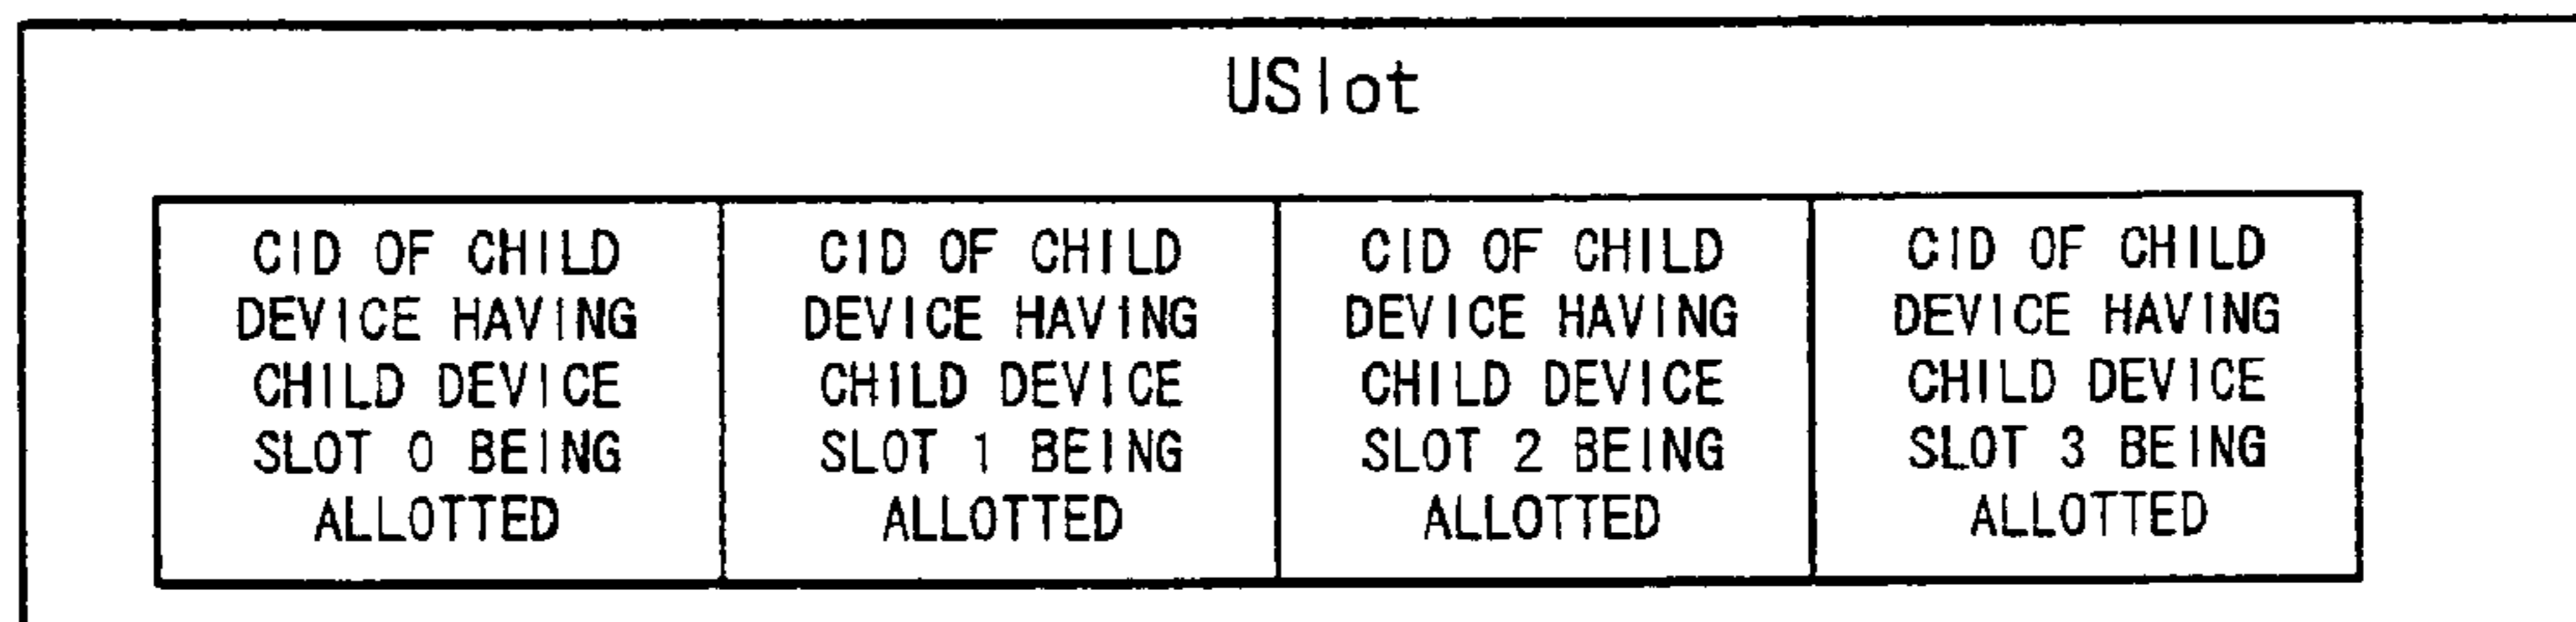 USlot
CID OF CHILD
DEVICE HAVING
CHILD DEVICE
SLOT 0 BEING
ALLOTTED
CID OF CHILD
DEVICE HAVING
CHILD DEVICE
SLOT 1 BEING
ALLOTTED
CID OF CHILD
DEVICE HAVING
CHILD DEVICE
SLOT 2 BEING
ALLOTTED
CID OF CHILD
DEVICE HAVING
CHILD DEVICE
SLOT 3 BEING
ALLOTTED